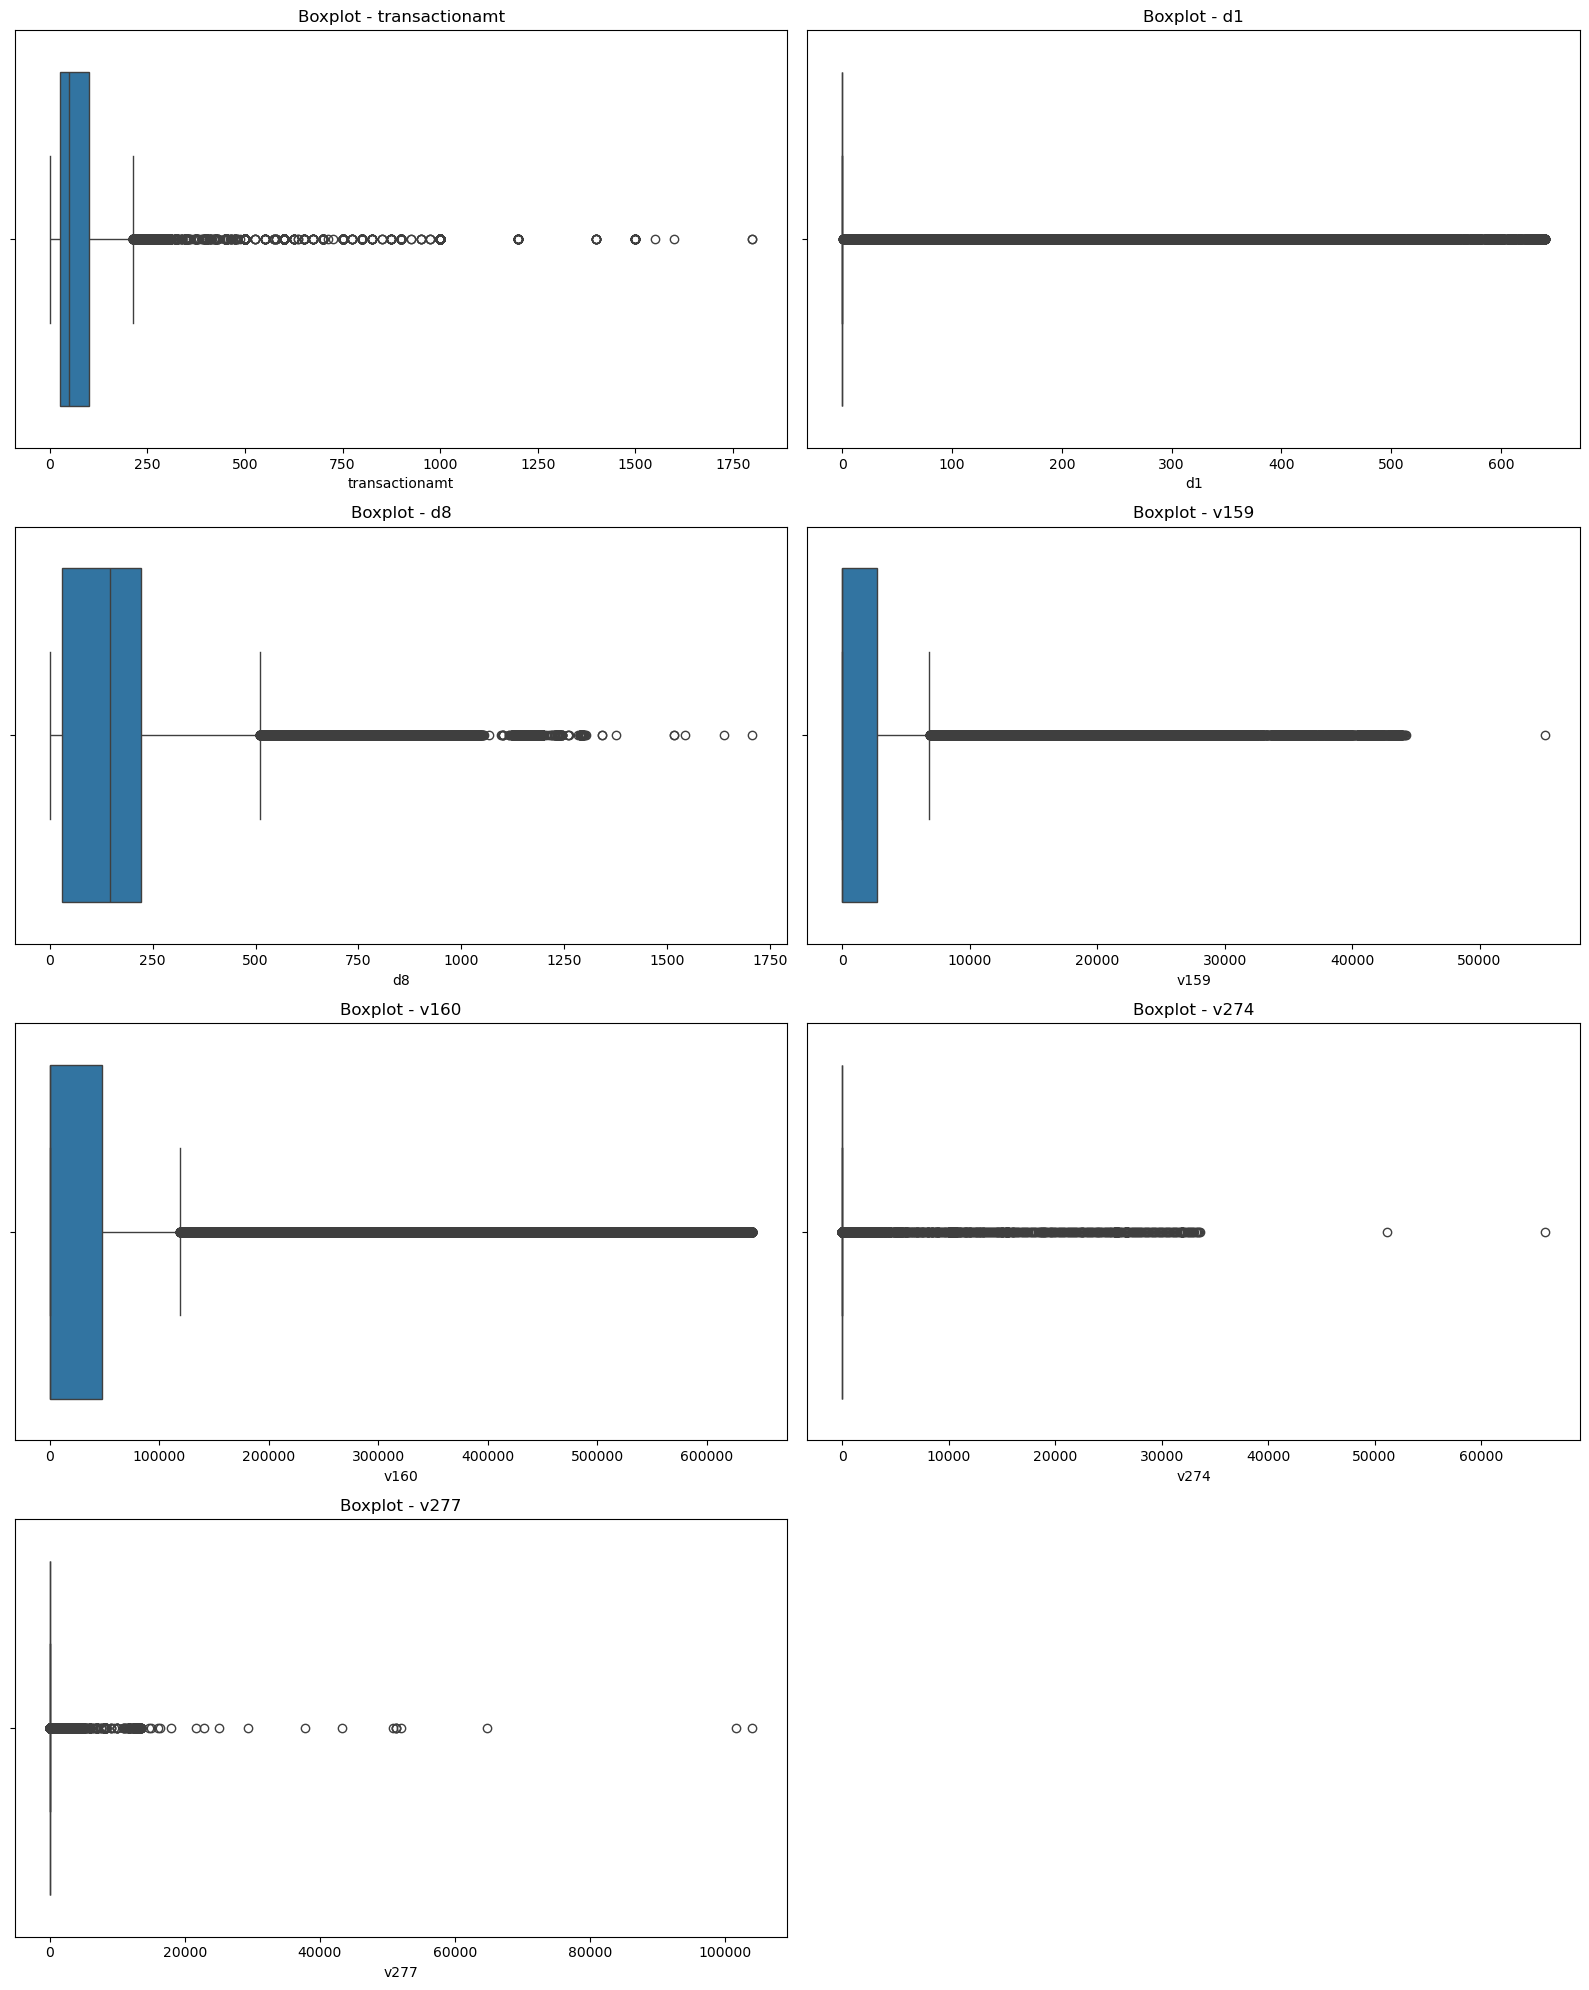 Boxplot - transactionamt
0 250 500 750 1000 1250 1500 1750
transactionamt
Boxplot - d1
0 100 200 300 400 500 600
d1
Boxplot - d8
0 250 500 750 1000 1250 1500 1750
d8
Boxplot - v159
0 10000 20000 30000 40000 50000
v159
Boxplot - v160
0 100000 200000 300000 400000 500000 600000
v160
Boxplot - v274
0 10000 20000 30000 40000 50000 60000
v274
Boxplot - v277
0 20000 40000 60000 80000 100000
v277